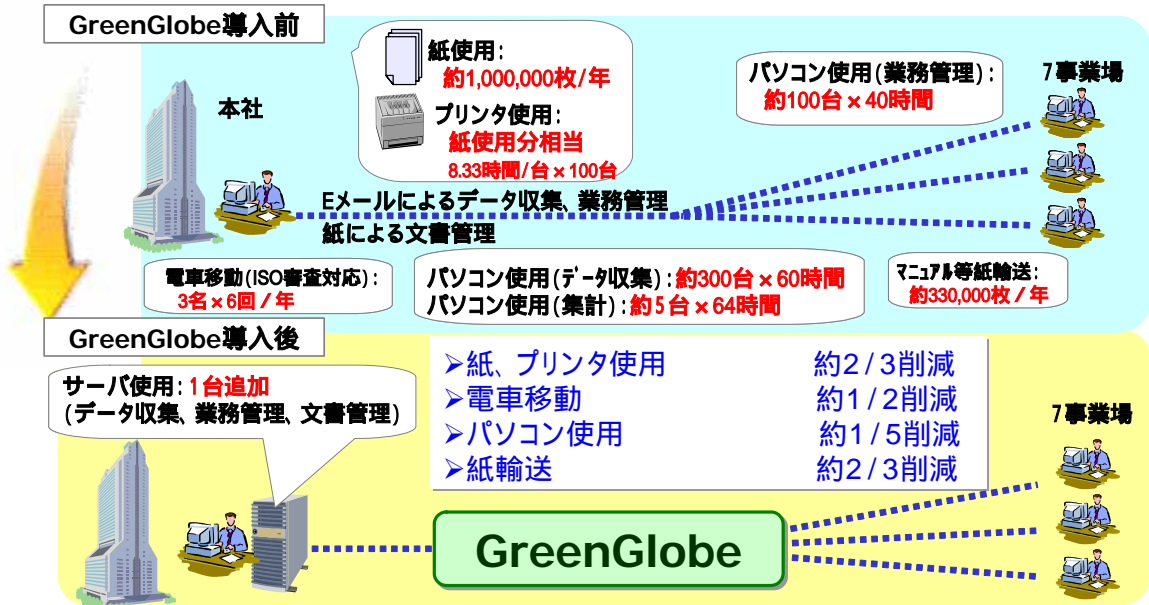 GreenGlobe導入前
紙使用:
約1,000,000枚/年
プリンタ使用:
紙使用分相当
8.33時間/台×100台
パソコン使用(業務管理):
約100台×40時間
7事業場
本社
Eメールによるデータ収集、業務管理
紙による文書管理
電車移動(ISO審査対応):
3名×6回/年
パソコン使用(データ収集):約300台×60時間
パソコン使用(集計):約5台×64時間
マニュアル等紙輸送:
約330,000枚/年
GreenGlobe導入後
サーバ使用:1台追加
(データ収集、業務管理、文書管理)
➢紙、プリンタ使用 約2/3削減
➢電車移動 約1/2削減
➢パソコン使用 約1/5削減
➢紙輸送 約2/3削減
7事業場
GreenGlobe